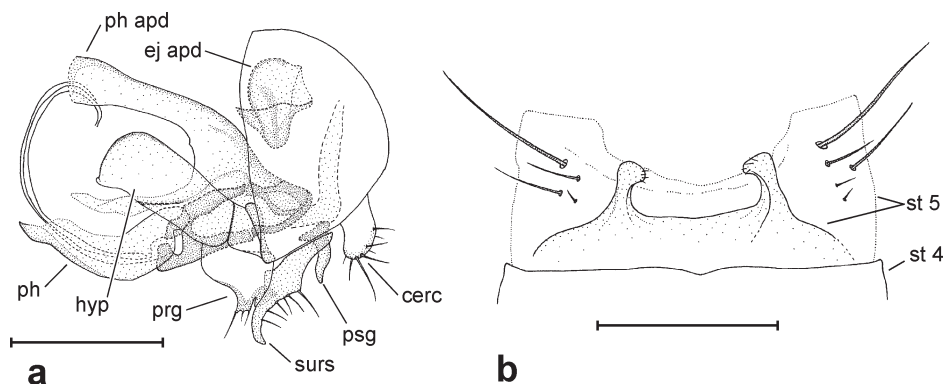 ph apd
ej apd
ph
hyp
prg
surs
psg
cerc
a
st 5
st 4
b